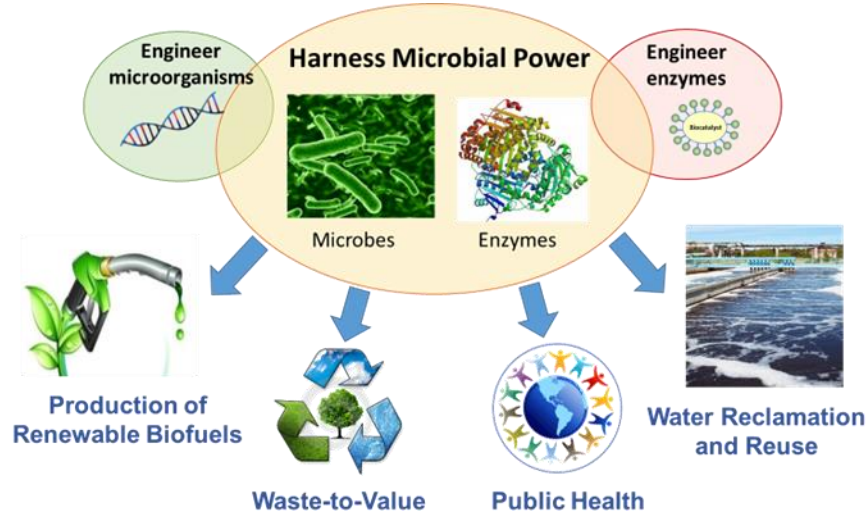 Engineer
microorganisms
Harness Microbial Power
Engineer
enzymes
Biocatalyst
Microbes
Enzymes
Production of
Renewable Biofuels
Waste-to-Value
Public Health
Water Reclamation
and Reuse